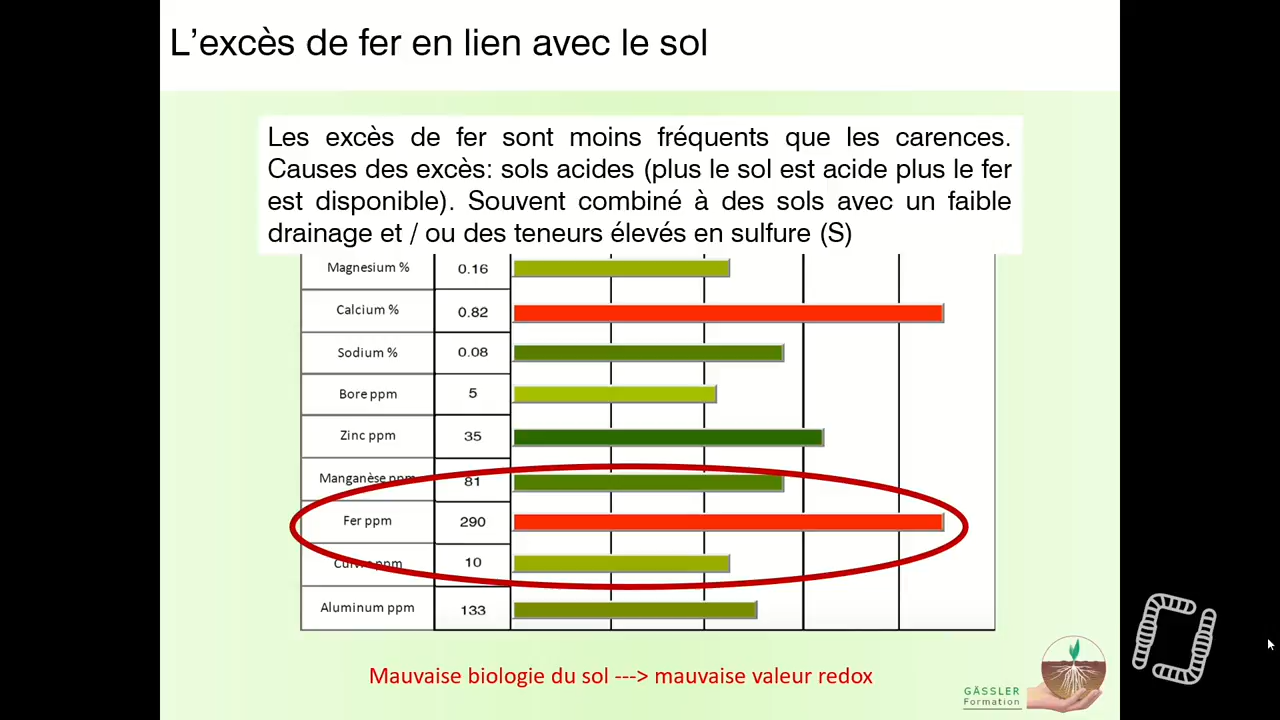 L'excès de fer en lien avec le sol
Les excès de fer sont moins fréquents que les carences.
Causes des excès: sols acides (plus le sol est acide plus le fer
est disponible). Souvent combiné à des sols avec un faible
drainage et / ou des teneurs élevés en sulfure (S)
Magnesium % 0.16
Calcium % 0.82
Sodium % 0.08
Bore ppm 5
Zinc ppm 35
Manganèse ppm 81
Fer ppm 290
Cuivre ppm 10
Aluminum ppm 133
Mauvaise biologie du sol ---> mauvaise valeur redox
GÄSSLER
Formation